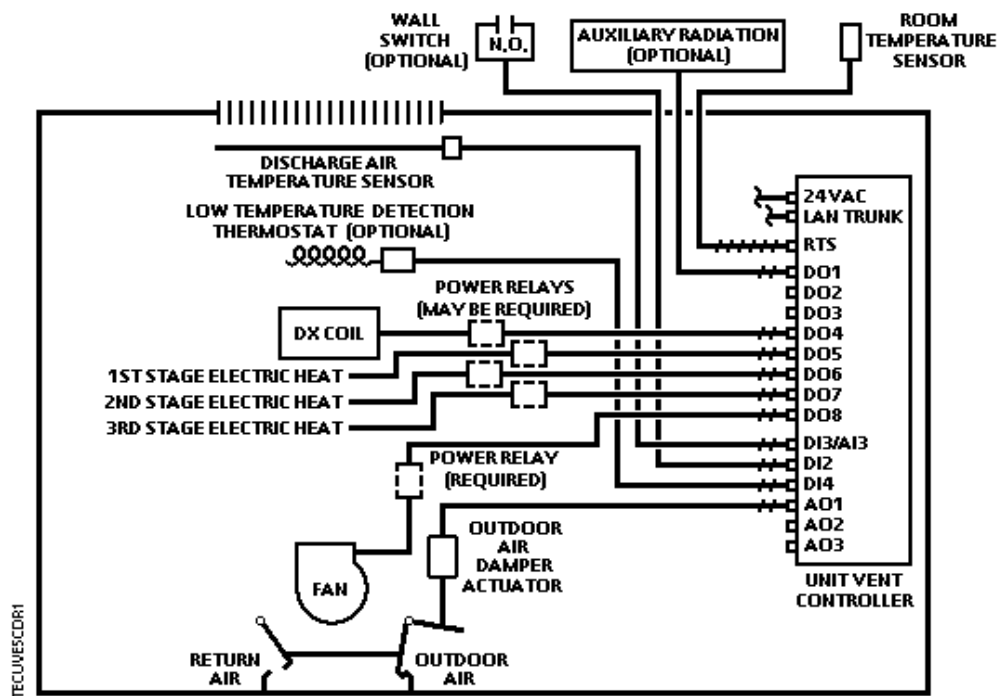 WALL
SWITCH
(OPTIONAL)
N.O.
AUXILIARY RADIATION
(OPTIONAL)
ROOM
TEMPERATURE
SENSOR
DISCHARGE AIR
TEMPERATURE SENSOR
LOW TEMPERATURE DETECTION
THERMOSTAT (OPTIONAL)
POWER RELAYS
(MAY BE REQUIRED)
DX COIL
1ST STAGE ELECTRIC HEAT
2ND STAGE ELECTRIC HEAT
3RD STAGE ELECTRIC HEAT
POWER RELAY
(REQUIRED)
24VAC
LAN TRUNK
RTS
DO1
DO2
DO3
DO4
DO5
DO6
DO7
DO8
DI3/AI3
DI2
DI4
AO1
AO2
AO3
UNIT VENT
CONTROLLER
OUTDOOR
AIR
DAMPER
ACTUATOR
FAN
RETURN
AIR
OUTDOOR
AIR